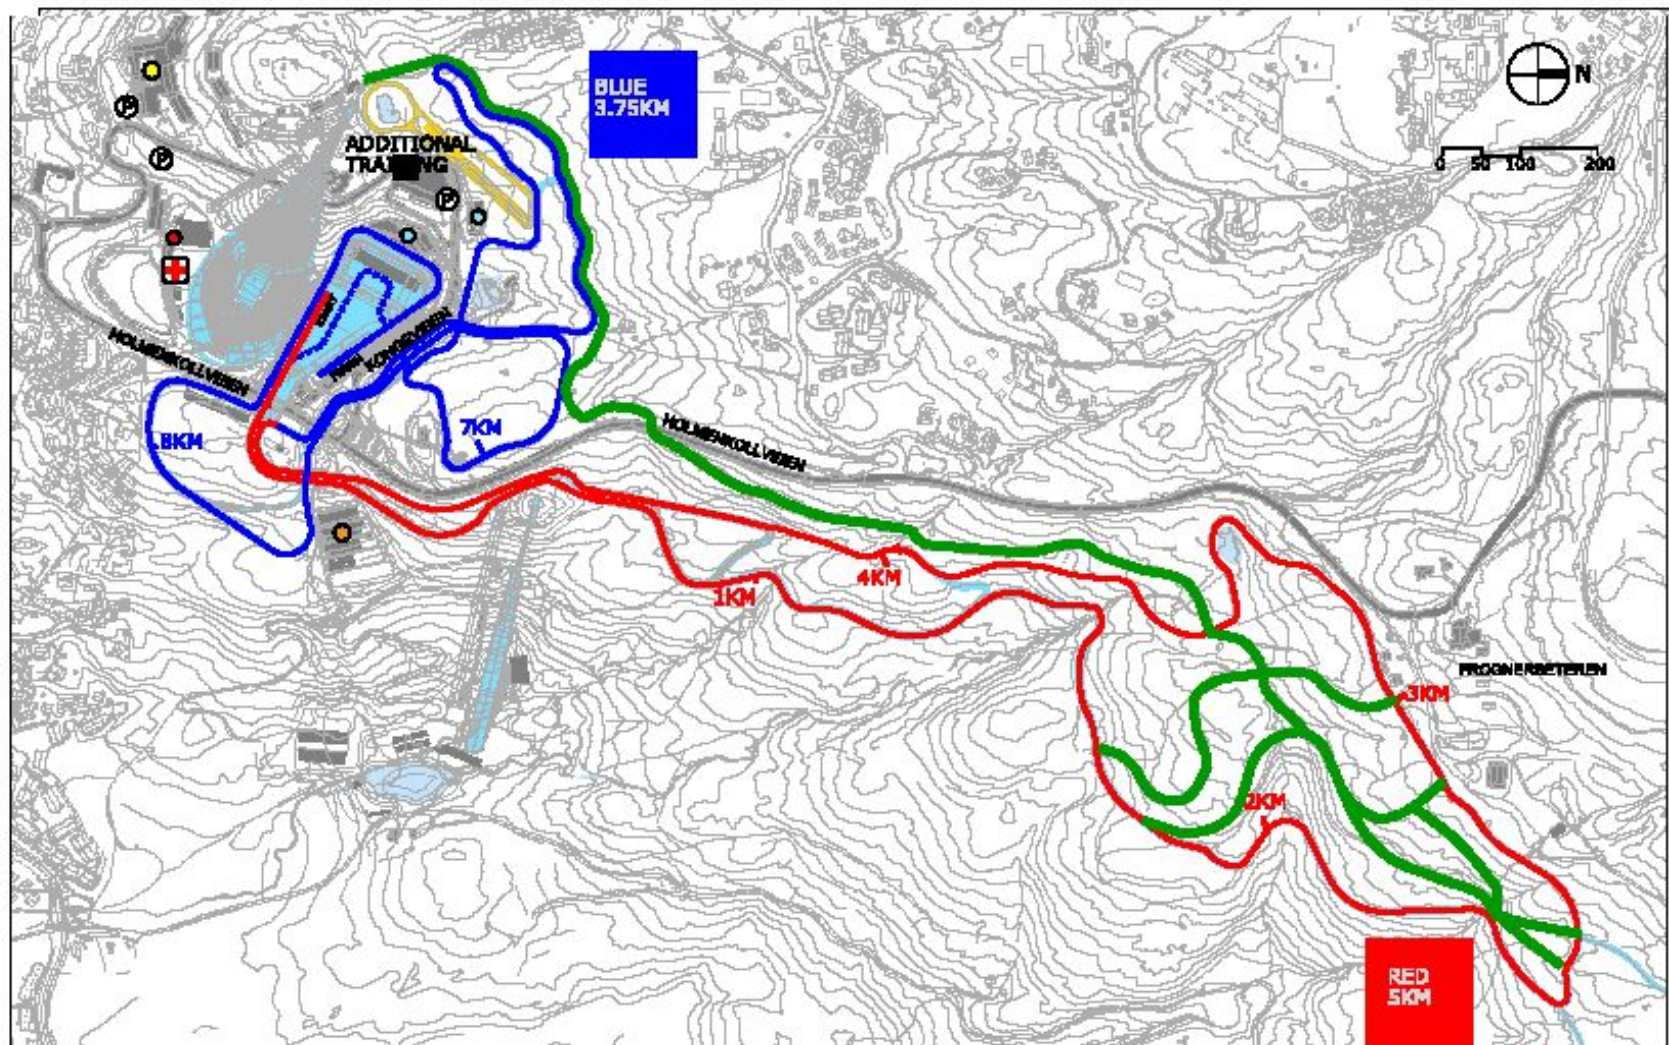 BLUE
3.75KM
N
0 50 100 200
P
P
ADDITIONAL
TRAINING
P
HOLMENKOLLVEIEN
KONGEVEIEN
8KM
7KM
HOLMENKOLLVEIEN
1KM
4KM
FROGNERSETEREN
3KM
2KM
RED
5KM